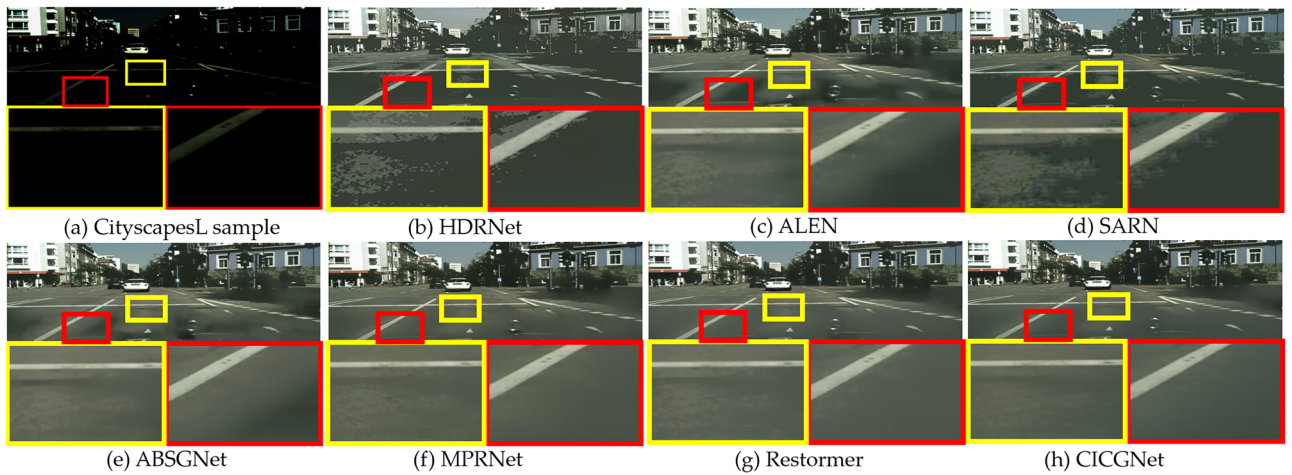 (a) CityscapesL sample
(b) HDRNet
(c) ALEN
(d) SARN
(e) ABSGNet
(f) MPRNet
(g) Restormer
(h) CICGNet